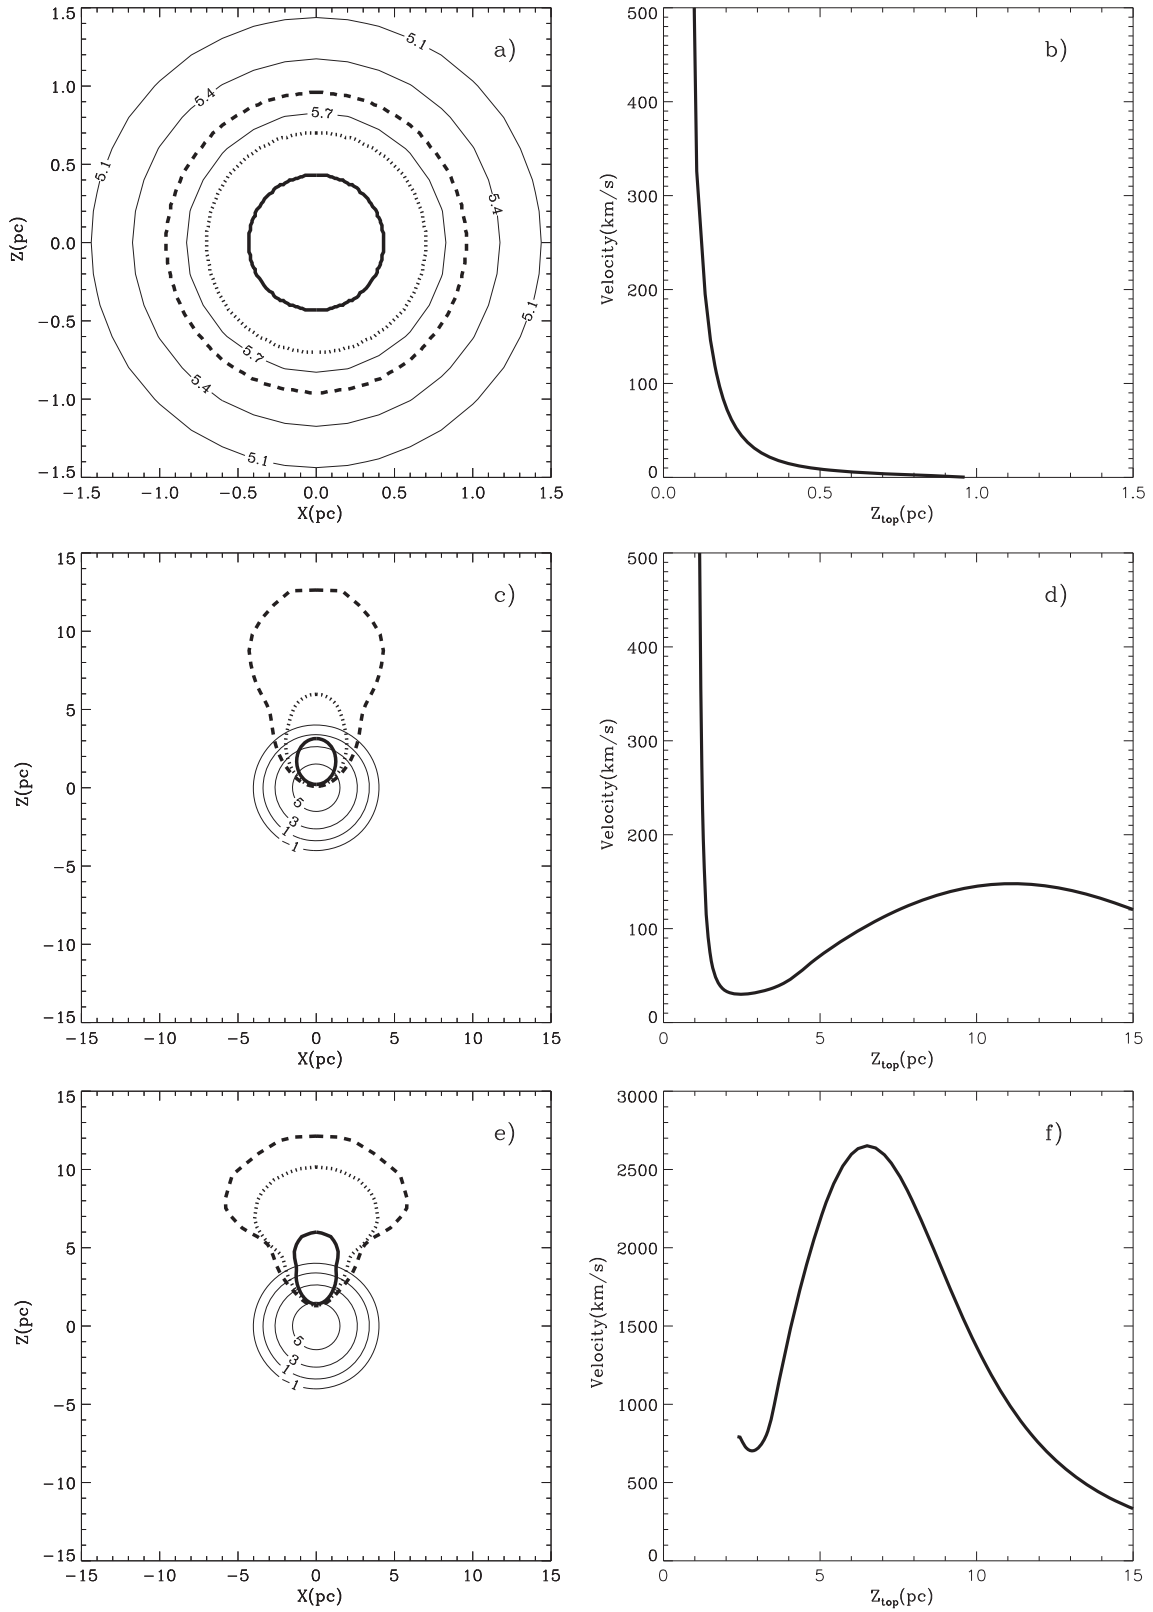 a)
1.5
1.0
0.5
0.0
−0.5
−1.0
−1.5
Z(pc)
5.1
5.4
5.7
5.1
5.4
5.1
5.7
5.4
5.1
−1.5 −1.0 −0.5 0.0 0.5 1.0 1.5
X(pc)
b)
500
400
300
200
100
0
Velocity(km/s)
0.0 0.5 1.0 1.5
Ztop(pc)
c)
15
10
5
0
−5
−10
−15
Z(pc)
5
3
1
−1
−15 −10 −5 0 5 10 15
X(pc)
d)
500
400
300
200
100
0
Velocity(km/s)
0 5 10 15
Ztop(pc)
e)
15
10
5
0
−5
−10
−15
Z(pc)
5
3
1
−1
−15 −10 −5 0 5 10 15
X(pc)
f)
3000
2500
2000
1500
1000
500
0
Velocity(km/s)
0 5 10 15
Ztop(pc)